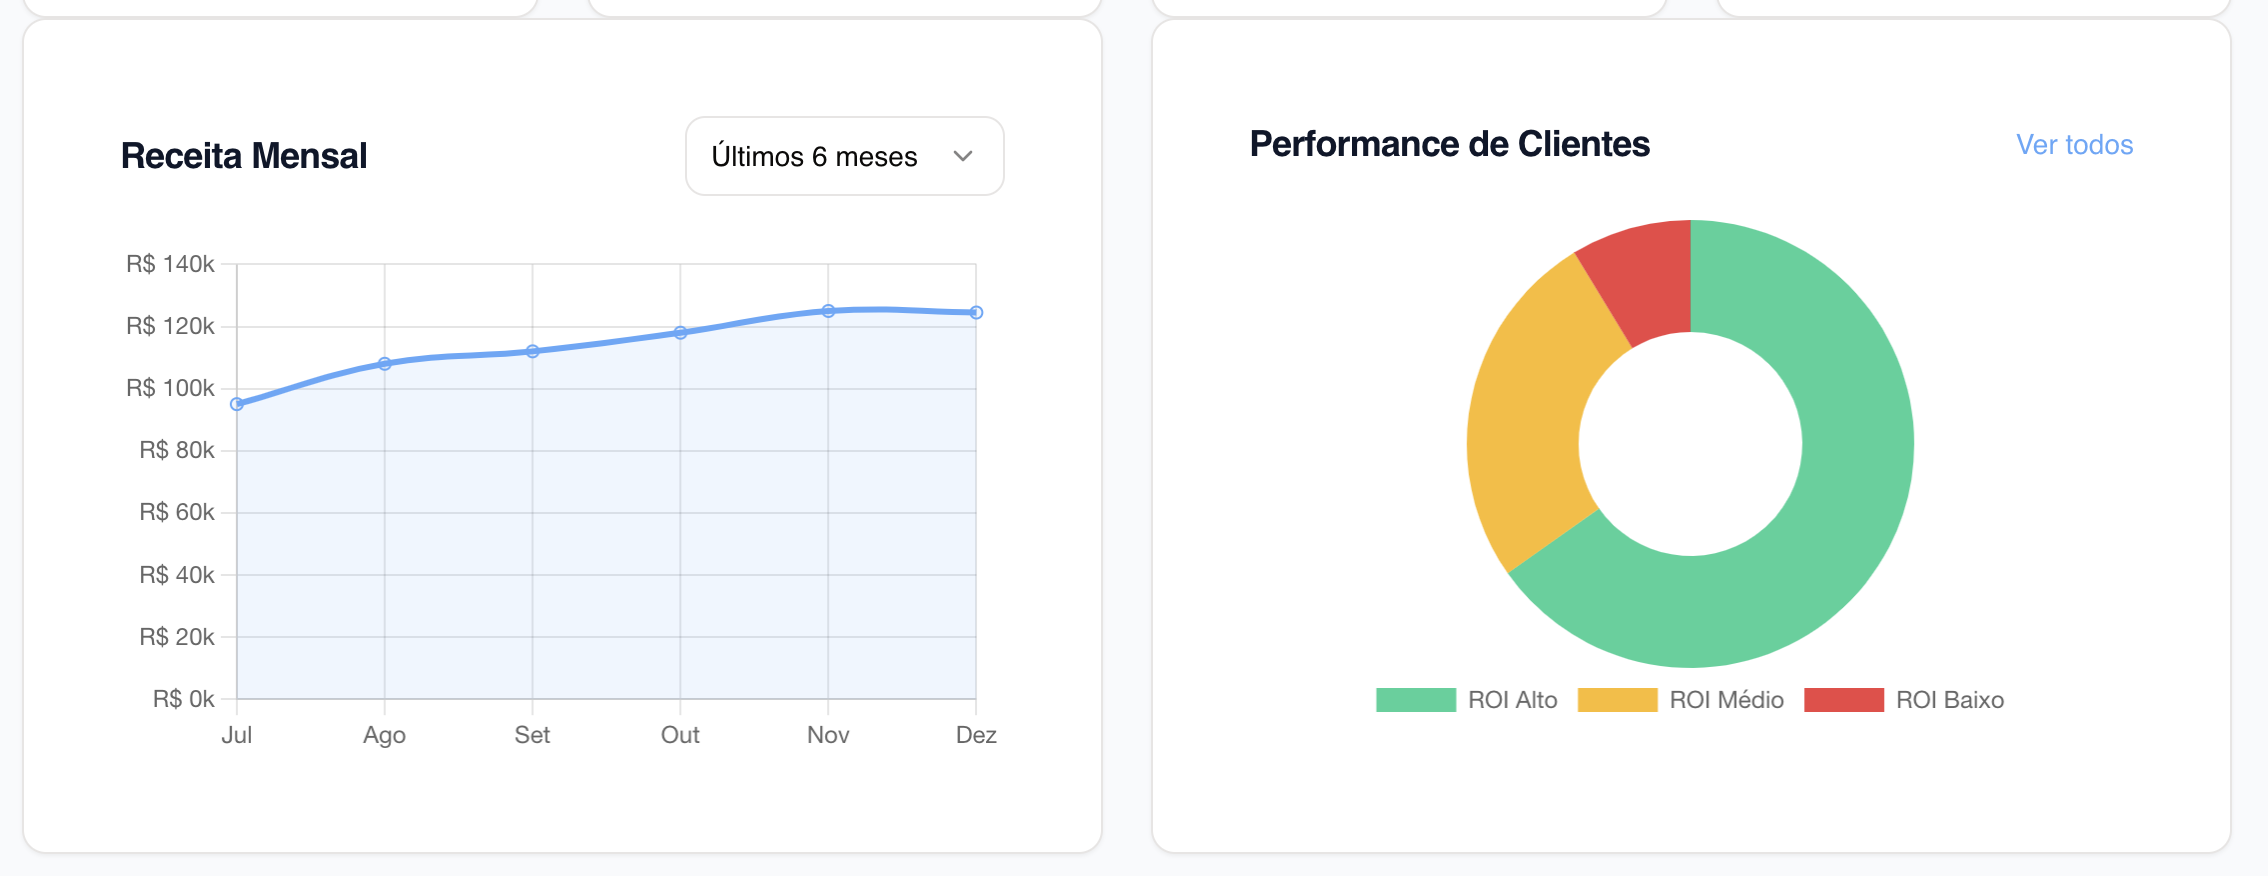 Receita Mensal
Últimos 6 meses
R$ 140k
R$ 120k
R$ 100k
R$ 80k
R$ 60k
R$ 40k
R$ 20k
R$ 0k
Jul Ago Set Out Nov Dez
Performance de Clientes
Ver todos
ROI Alto ROI Médio ROI Baixo